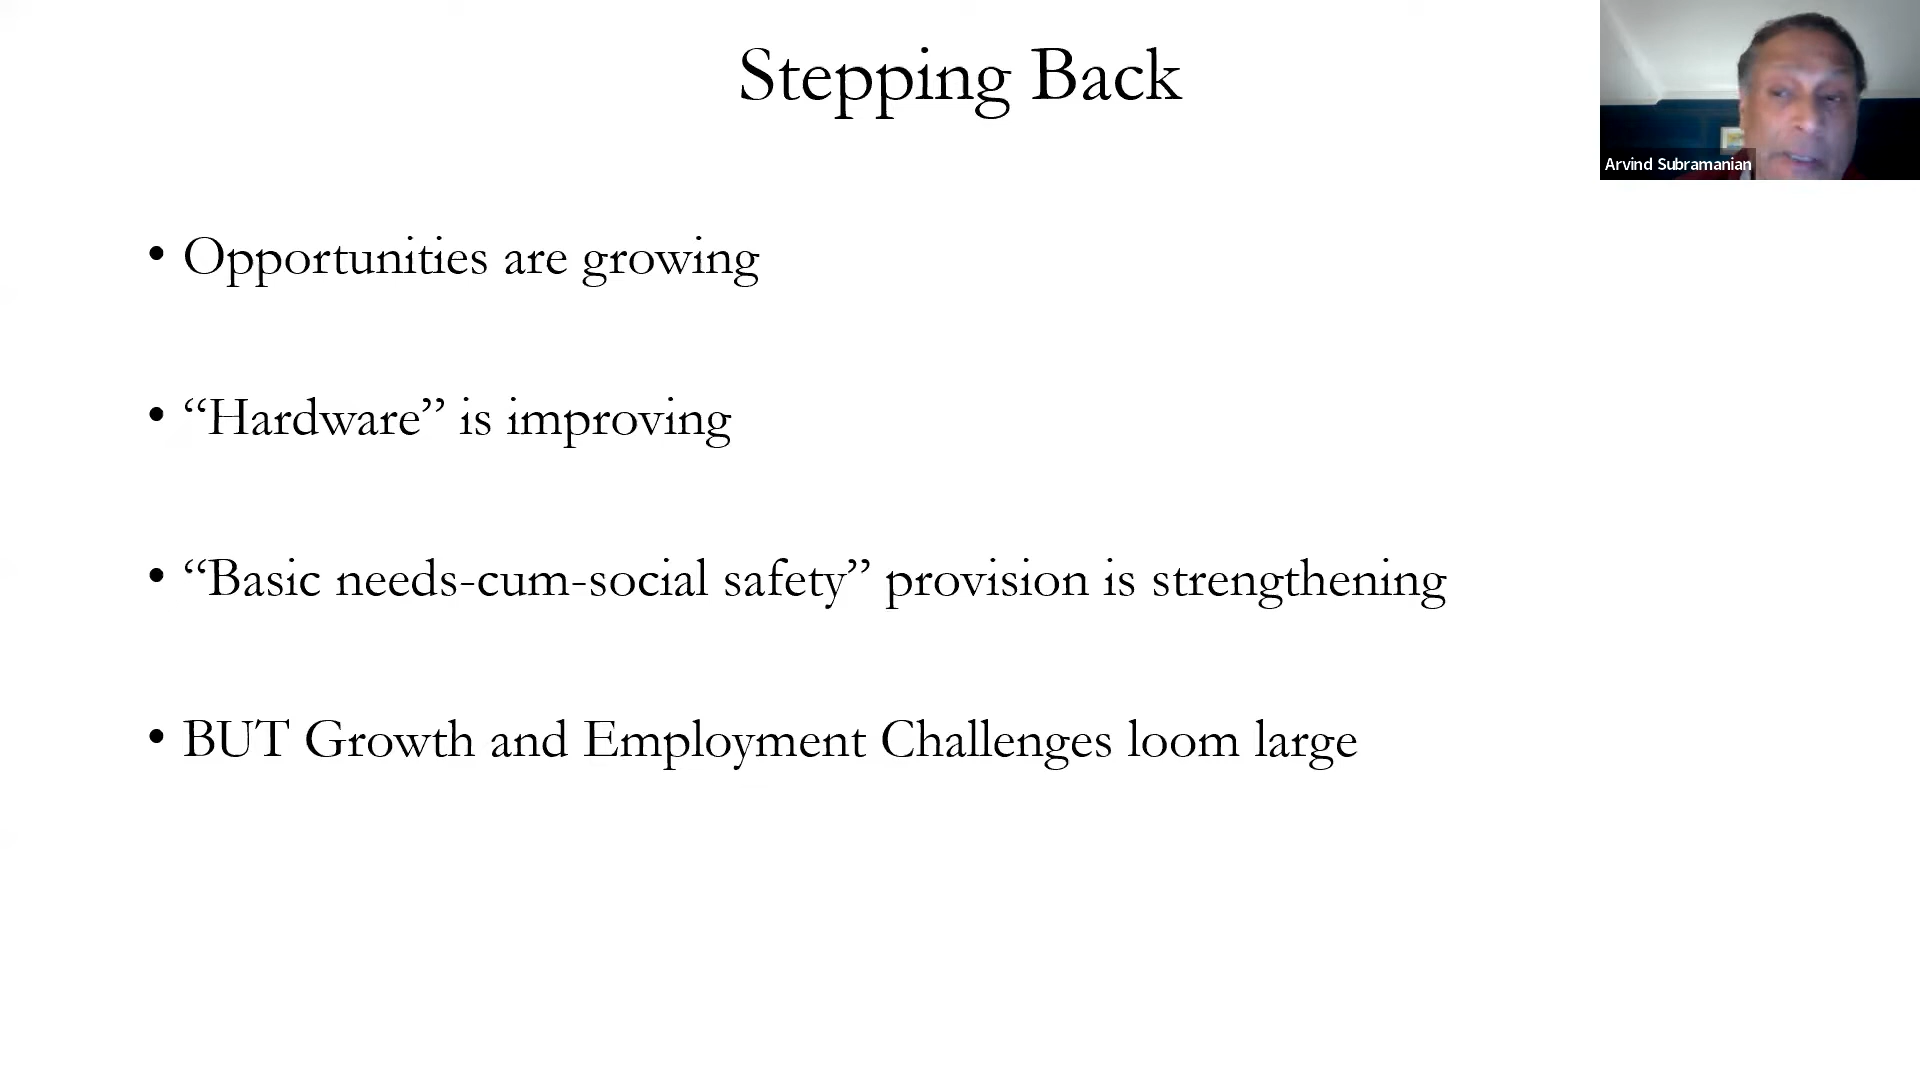 Stepping Back
Arvind Subramanian
• Opportunities are growing
• “Hardware” is improving
• “Basic needs-cum-social safety” provision is strengthening
• BUT Growth and Employment Challenges loom large